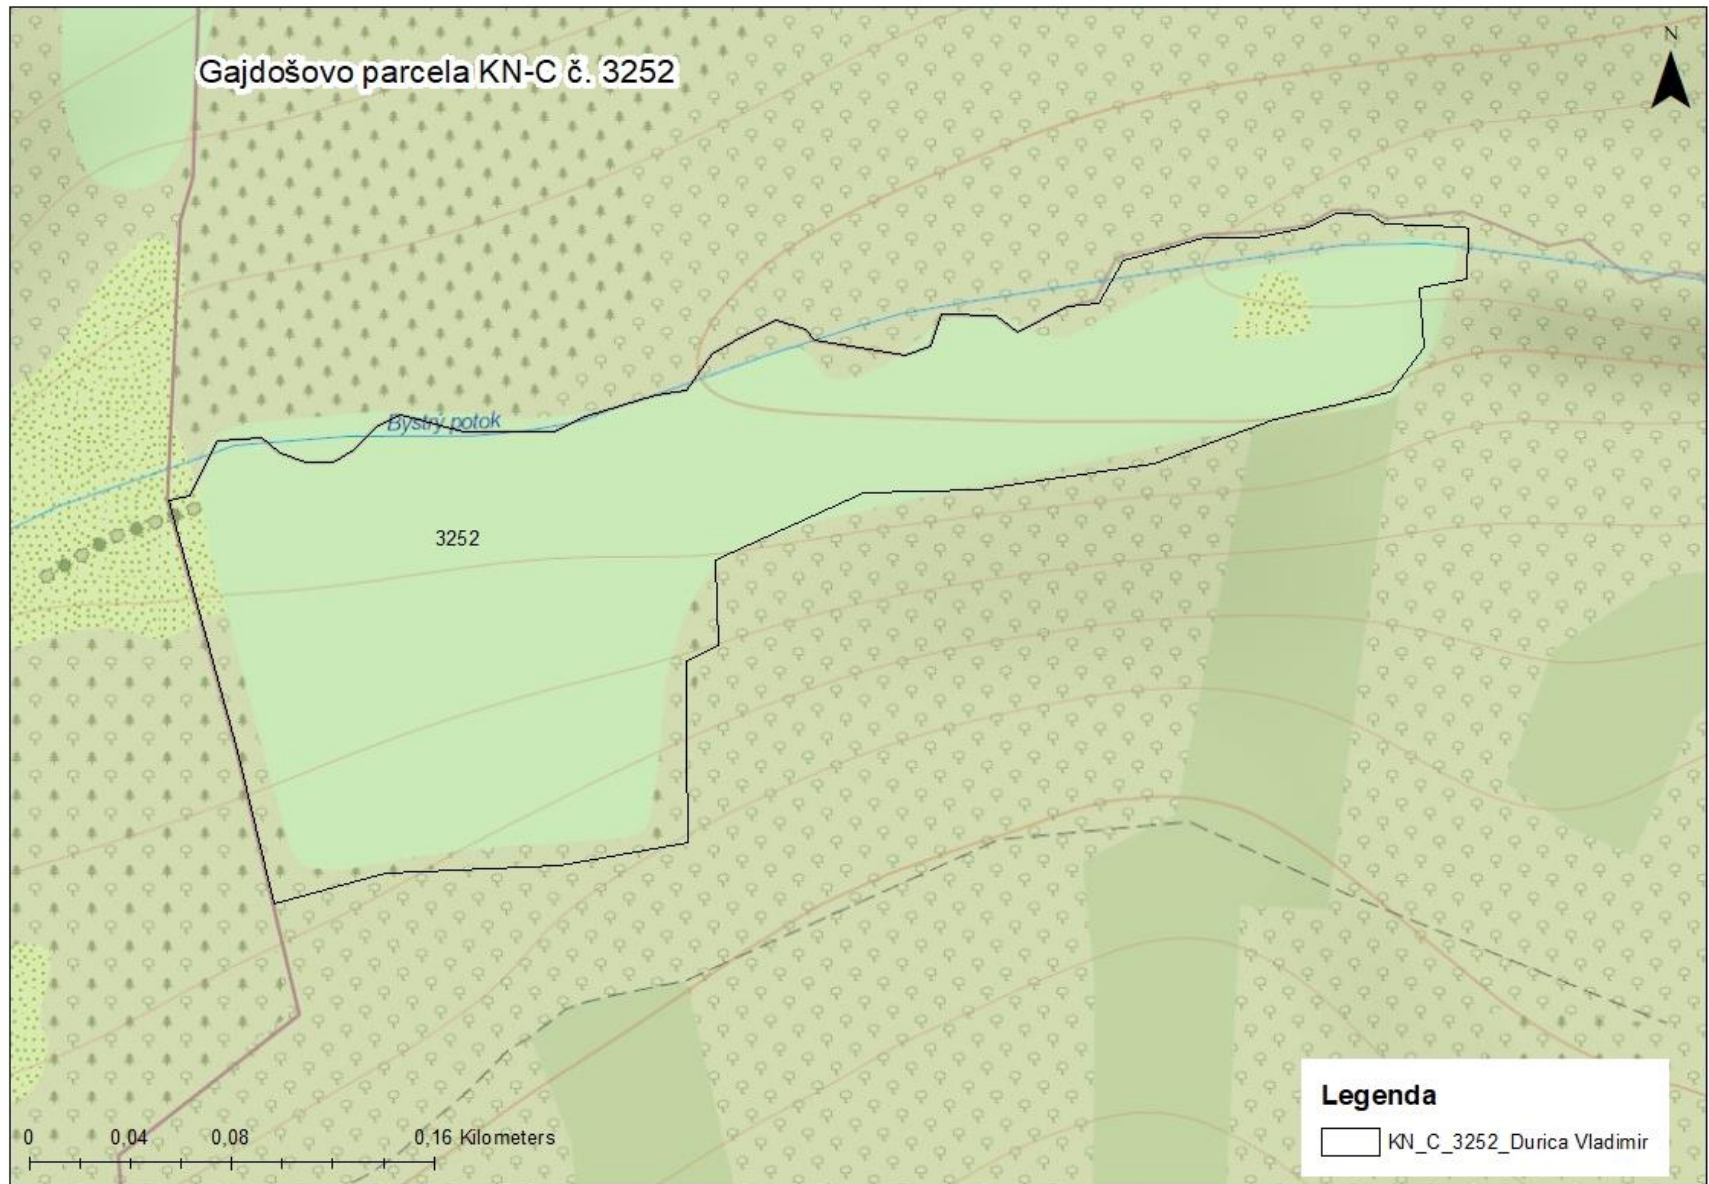 Gajdošovo parcela KN-C č. 3252
N
Bystrý potok
3252
0 0,04 0,08 0,16 Kilometers
Legenda
KN_C_3252_Durica Vladimir